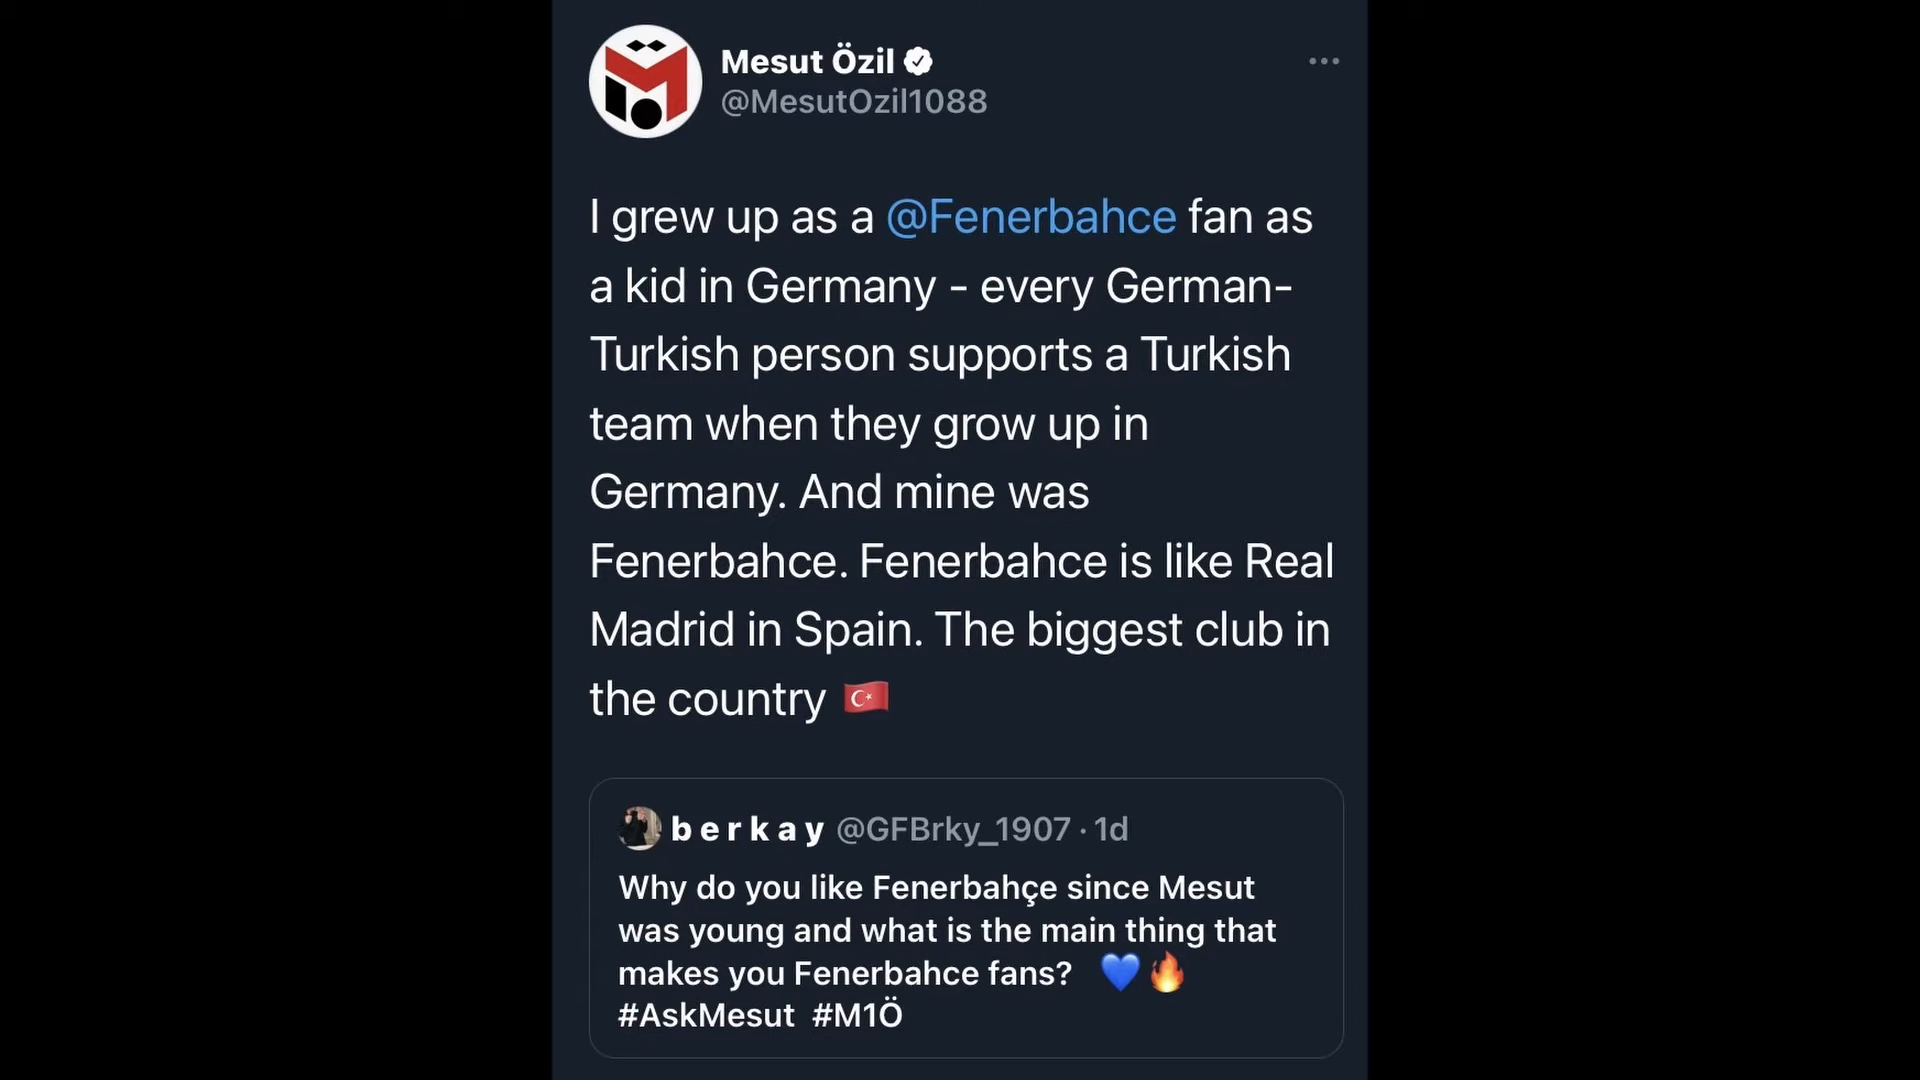 Mesut Özil
@MesutOzil1088
I grew up as a @Fenerbahce fan as
a kid in Germany - every German-
Turkish person supports a Turkish
team when they grow up in
Germany. And mine was
Fenerbahce. Fenerbahce is like Real
Madrid in Spain. The biggest club in
the country 🇹🇷
b e r k a y @GFBrky_1907 · 1d
Why do you like Fenerbahçe since Mesut
was young and what is the main thing that
makes you Fenerbahce fans? 💙🔥
#AskMesut #M1Ö